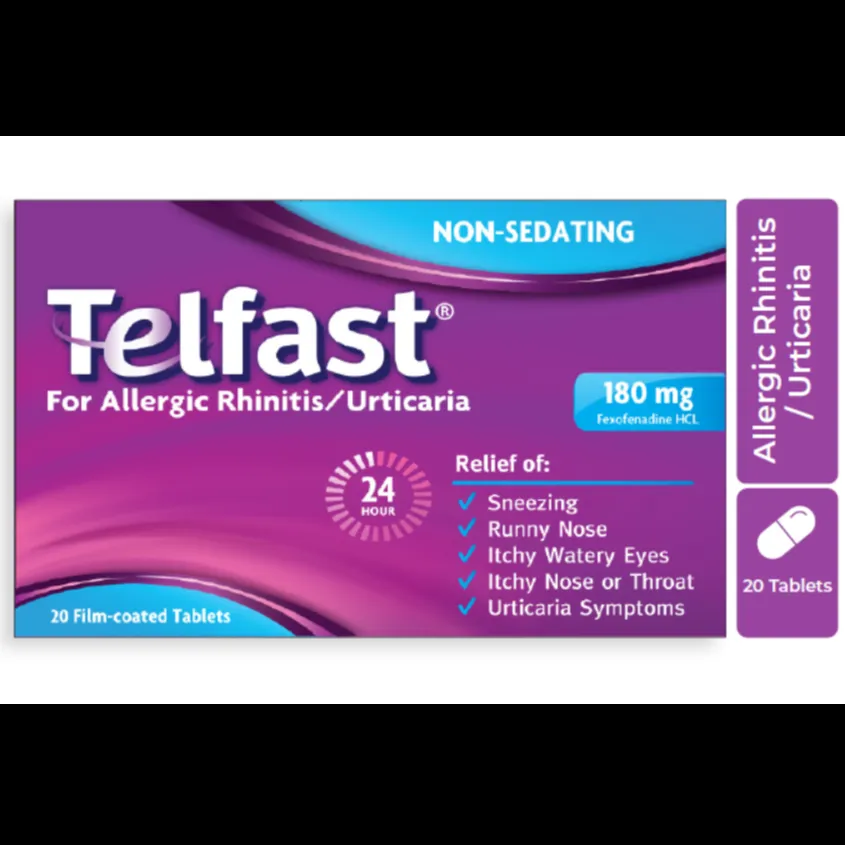 NON-SEDATING
Telfast®
For Allergic Rhinitis/Urticaria
180 mg
Fexofenadine HCL
24
HOUR
Relief of:
✓ Sneezing
✓ Runny Nose
✓ Itchy Watery Eyes
✓ Itchy Nose or Throat
✓ Urticaria Symptoms
20 Film-coated Tablets
Allergic Rhinitis
/ Urticaria
20 Tablets